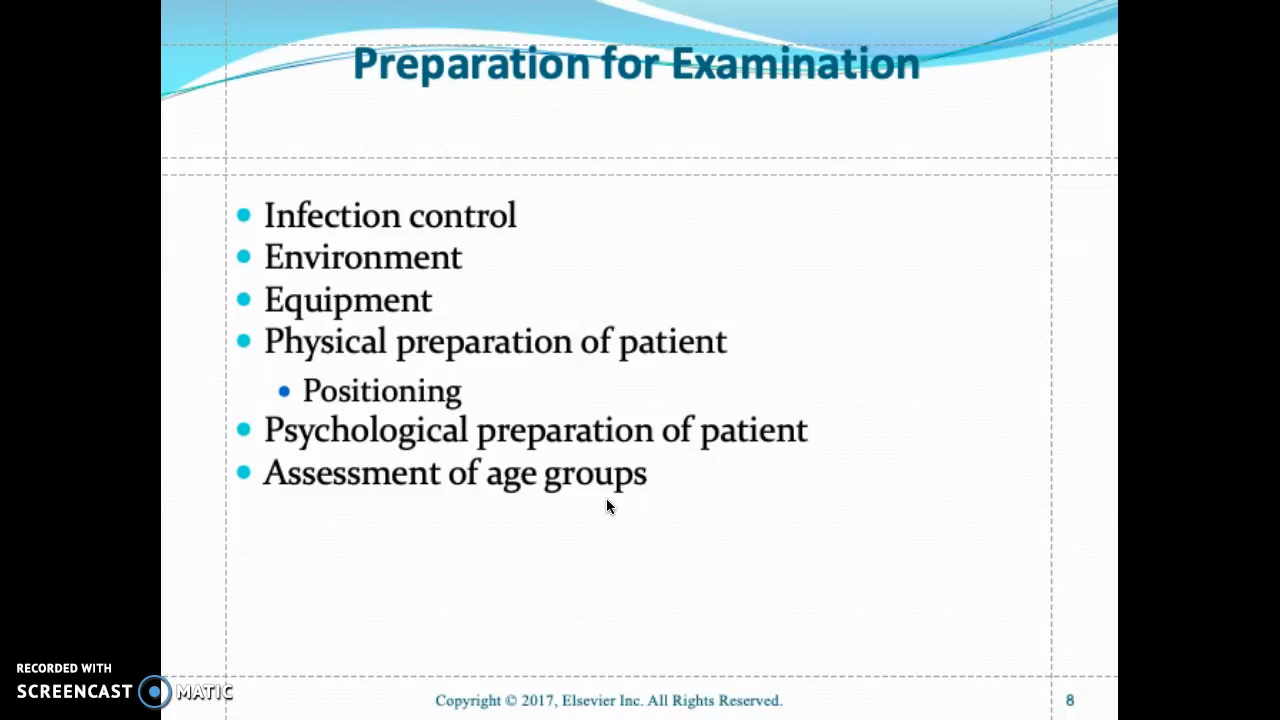 Preparation for Examination
Infection control
Environment
Equipment
Physical preparation of patient
Positioning
Psychological preparation of patient
Assessment of age groups
RECORDED WITH
SCREENCAST MATIC
Copyright © 2017, Elsevier Inc. All Rights Reserved.
8